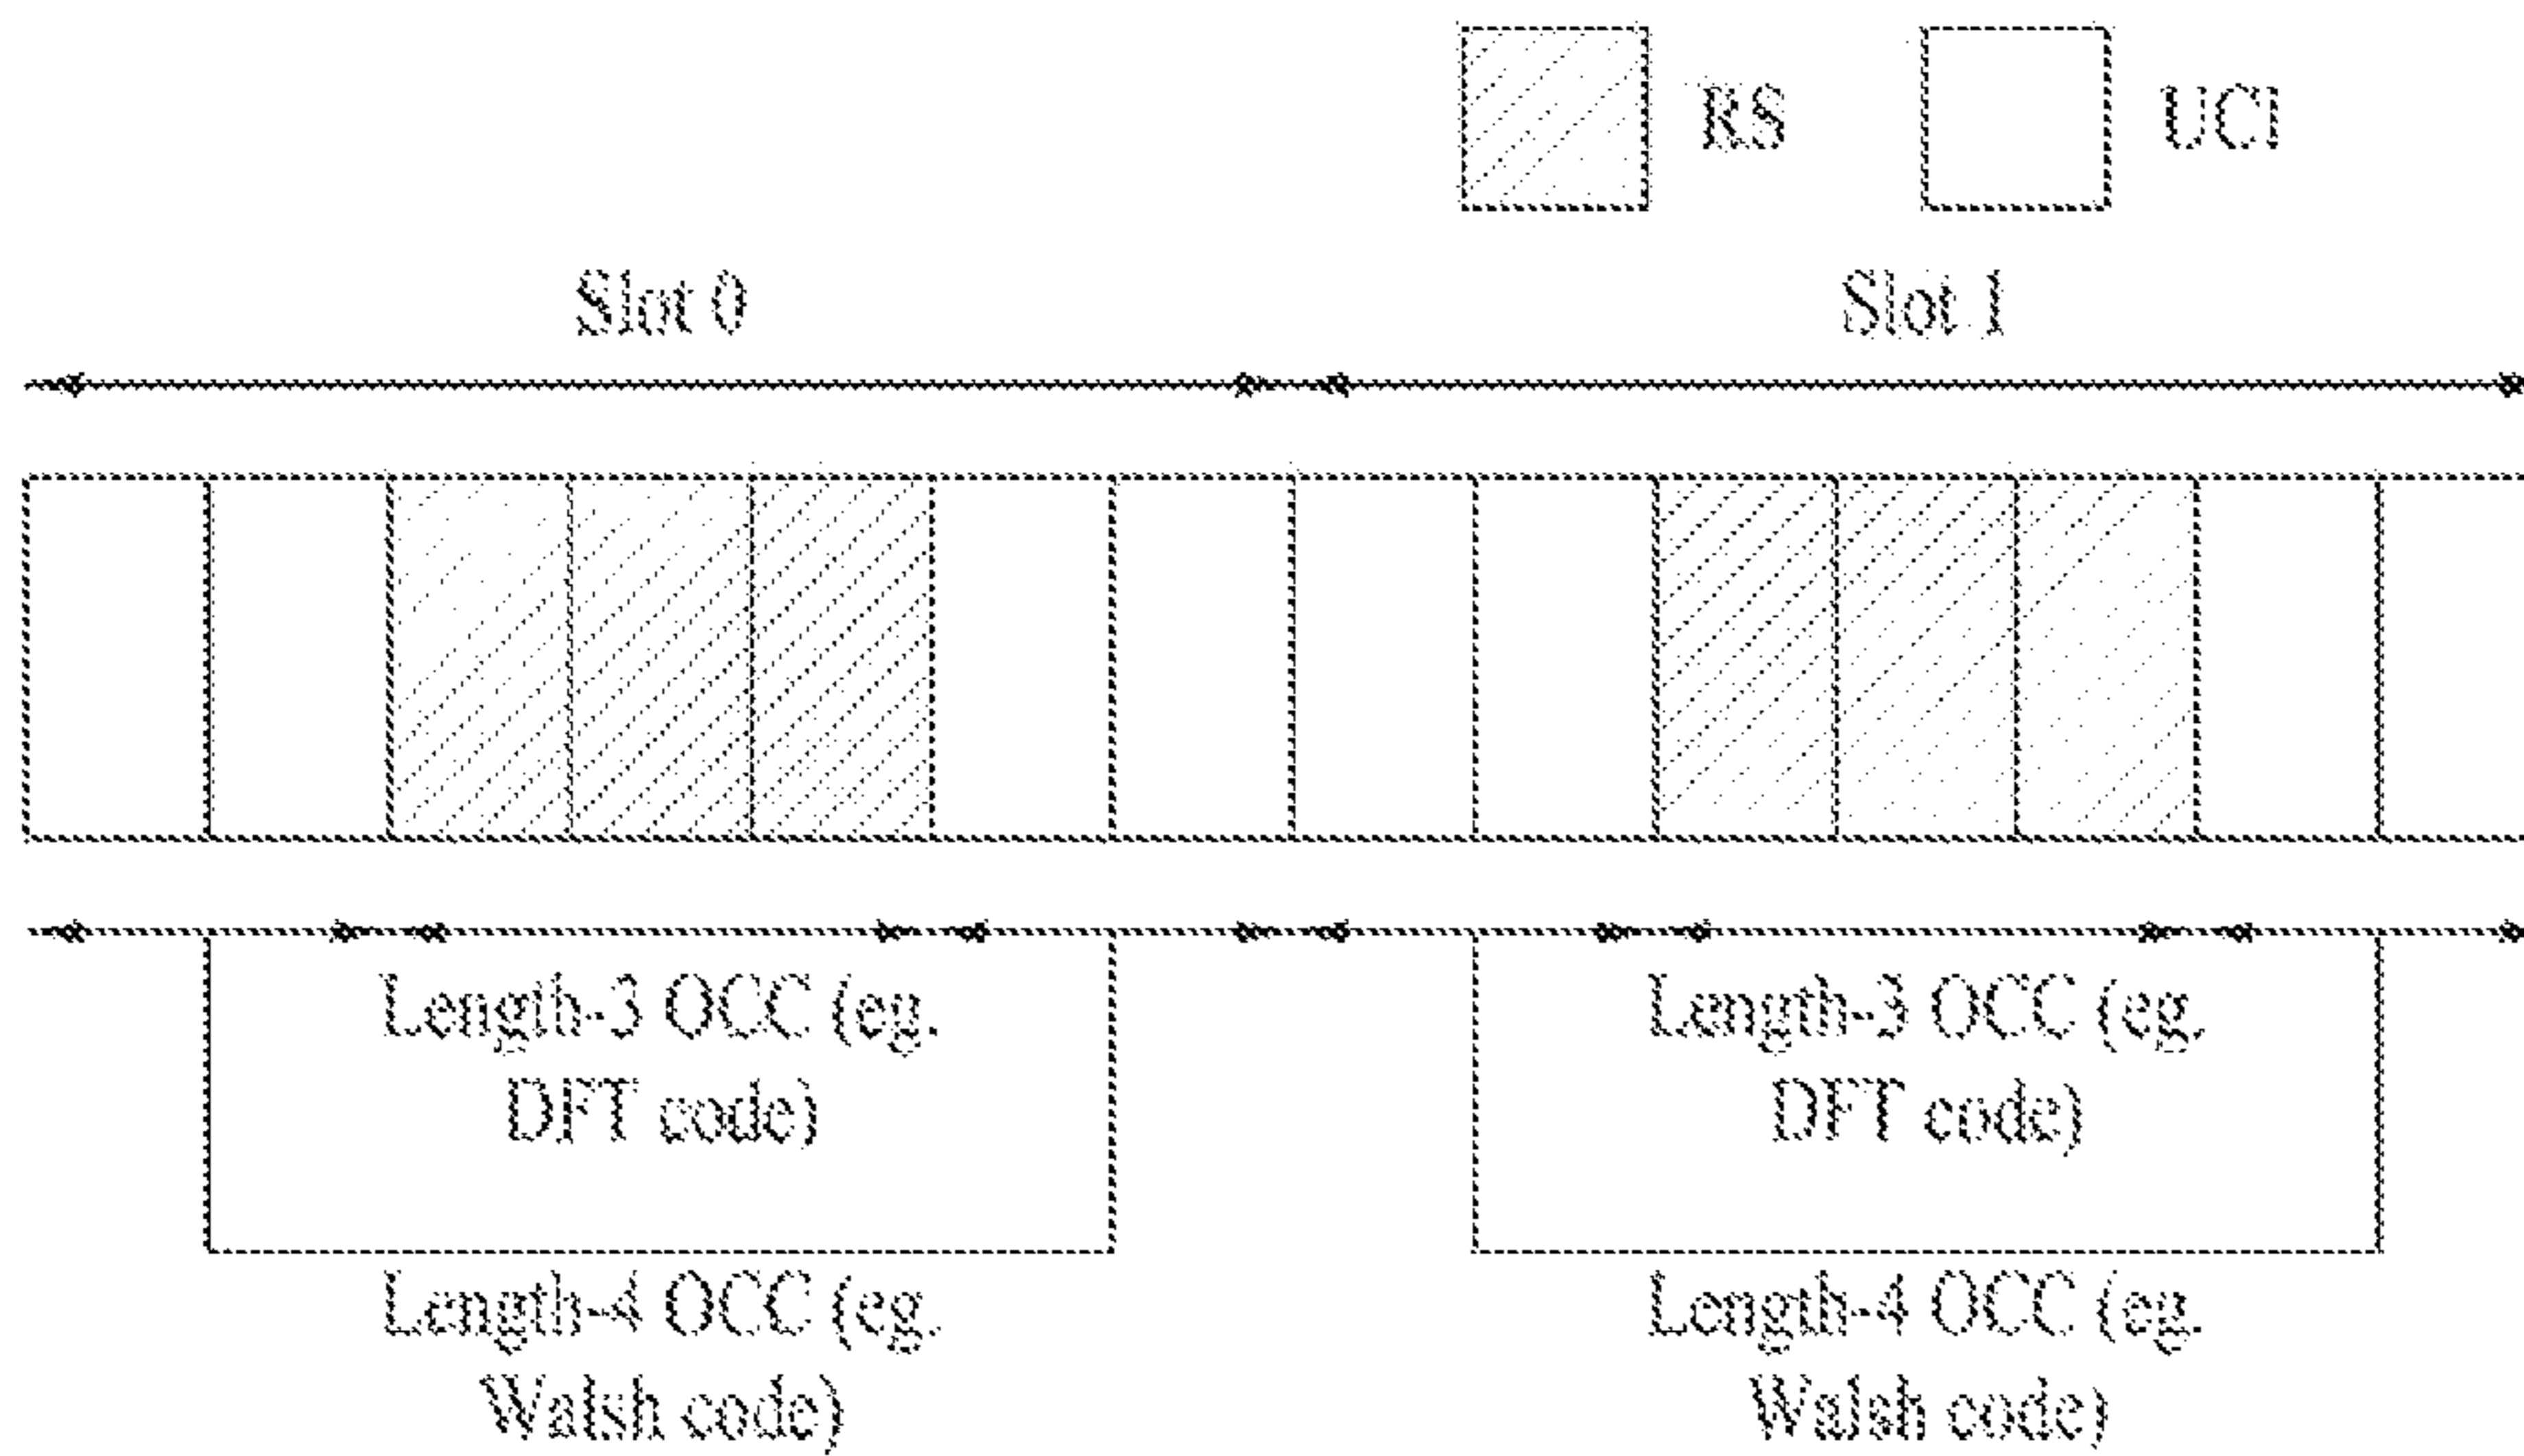 RS
UCI
Slot 0
Slot 1
Length-3 OCC (eg.
DFT code)
Length-3 OCC (eg.
DFT code)
Length-4 OCC (eg.
Walsh code)
Length-4 OCC (eg.
Walsh code)